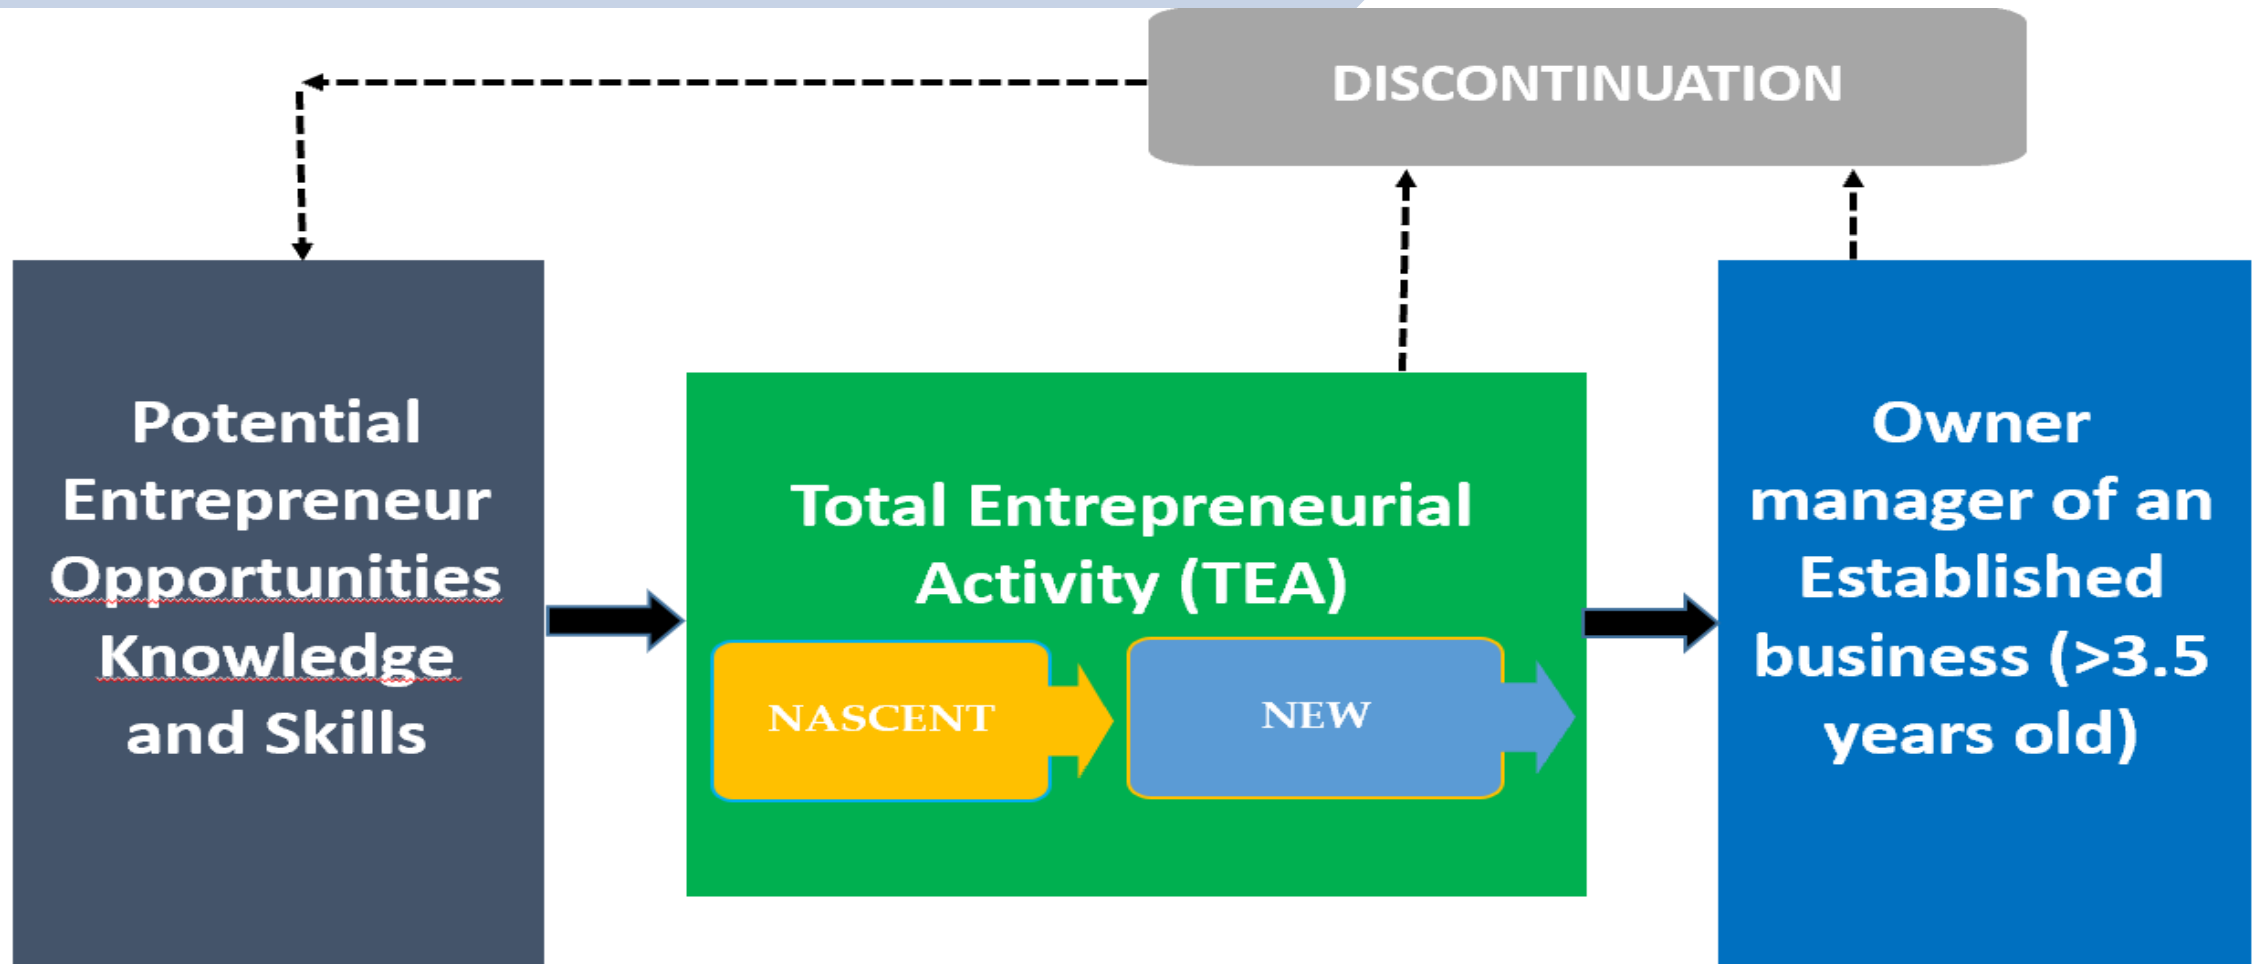 DISCONTINUATION
Potential
Entrepreneur
Opportunities
Knowledge
and Skills
Total Entrepreneurial
Activity (TEA)
NASCENT
NEW
Owner
manager of an
Established
business (>3.5
years old)